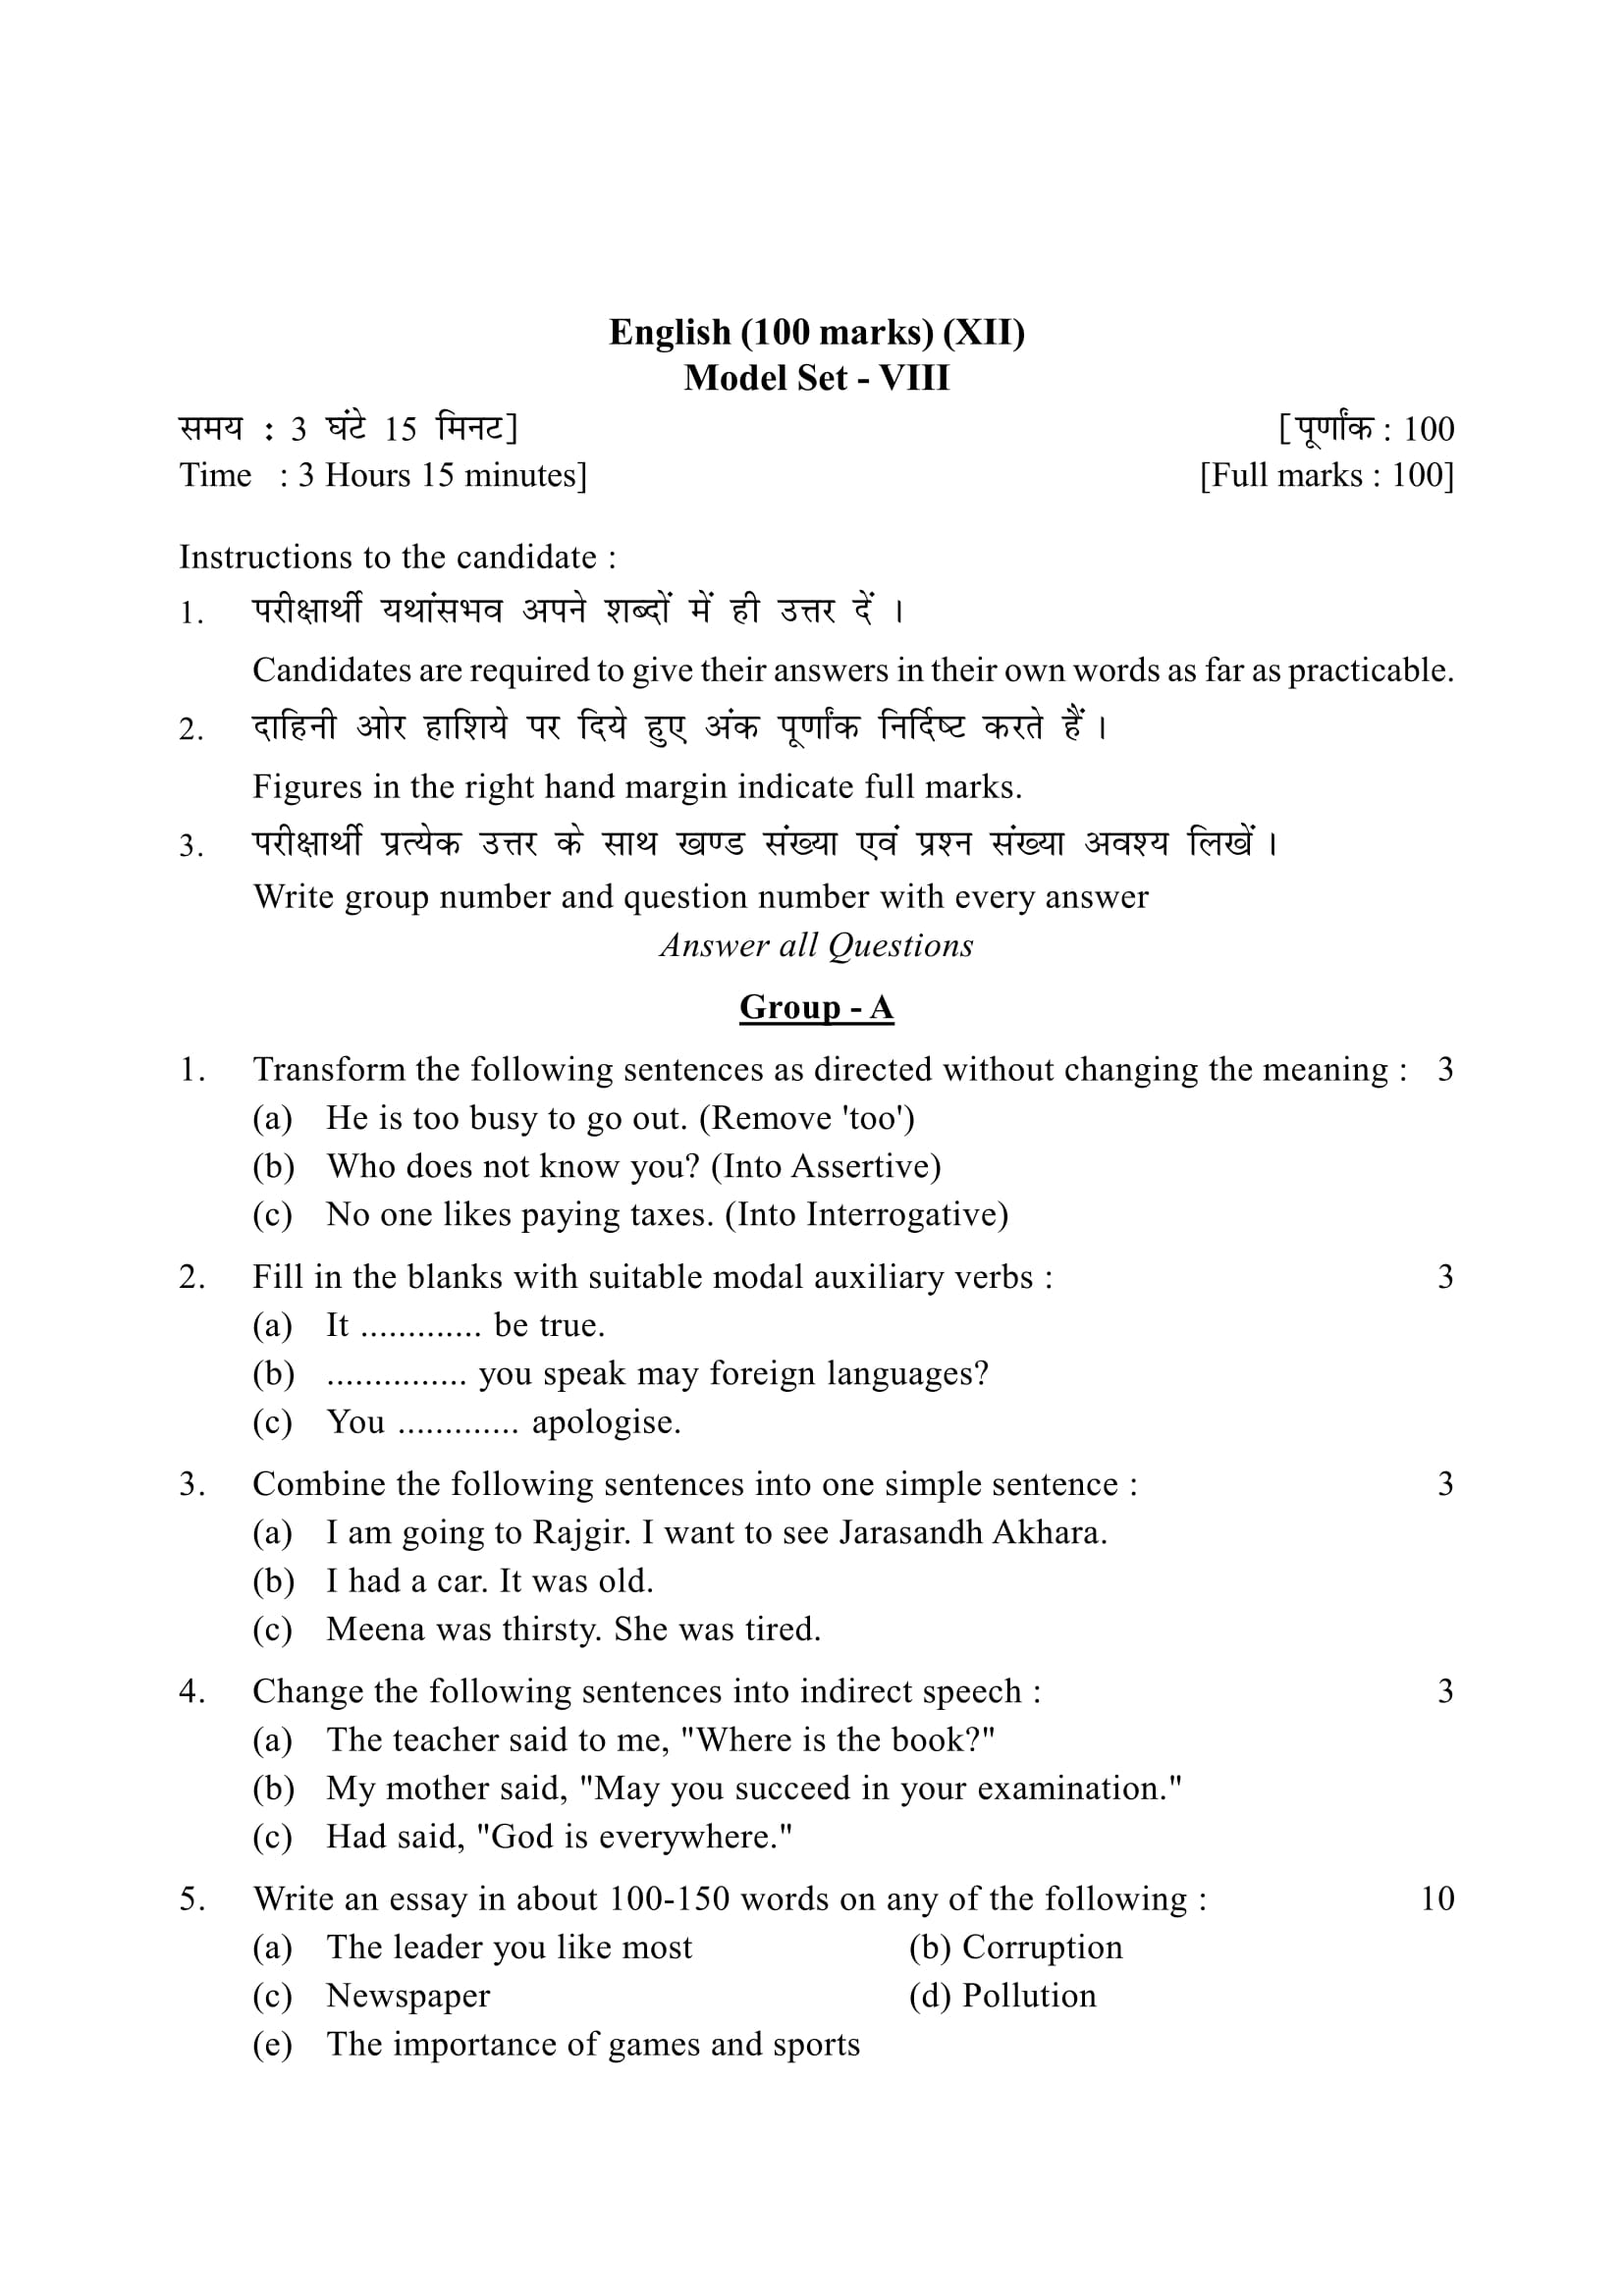 English (100 marks) (XII)
Model Set - VIII
समय : 3 घंटे 15 मिनट] [पूर्णांक : 100
Time : 3 Hours 15 minutes] [Full marks : 100]
Instructions to the candidate :
1. परीक्षार्थी यथांसभव अपने शब्दों में ही उत्तर दें ।
Candidates are required to give their answers in their own words as far as practicable.
2. दाहिनी ओर हाशिये पर दिये हुए अंक पूर्णांक निर्दिष्ट करते हैं ।
Figures in the right hand margin indicate full marks.
3. परीक्षार्थी प्रत्येक उत्तर के साथ खण्ड संख्या एवं प्रश्न संख्या अवश्य लिखें ।
Write group number and question number with every answer
Answer all Questions
Group - A
1. Transform the following sentences as directed without changing the meaning : 3
(a) He is too busy to go out. (Remove 'too')
(b) Who does not know you? (Into Assertive)
(c) No one likes paying taxes. (Into Interrogative)
2. Fill in the blanks with suitable modal auxiliary verbs : 3
(a) It ............. be true.
(b) ............... you speak may foreign languages?
(c) You ............. apologise.
3. Combine the following sentences into one simple sentence : 3
(a) I am going to Rajgir. I want to see Jarasandh Akhara.
(b) I had a car. It was old.
(c) Meena was thirsty. She was tired.
4. Change the following sentences into indirect speech : 3
(a) The teacher said to me, "Where is the book?"
(b) My mother said, "May you succeed in your examination."
(c) Had said, "God is everywhere."
5. Write an essay in about 100-150 words on any of the following : 10
(a) The leader you like most (b) Corruption
(c) Newspaper (d) Pollution
(e) The importance of games and sports